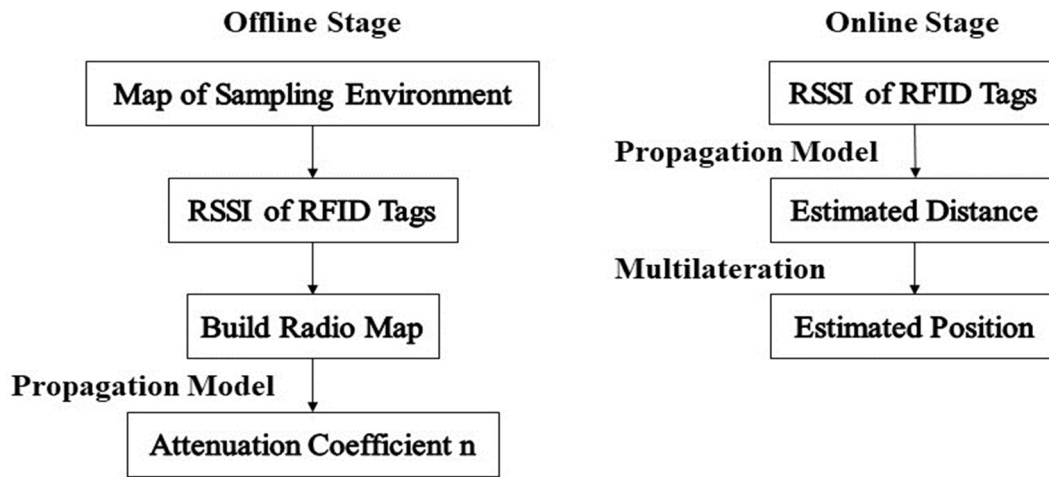 Offline Stage
Map of Sampling Environment
RSSI of RFID Tags
Build Radio Map
Propagation Model
Attenuation Coefficient n
Online Stage
RSSI of RFID Tags
Propagation Model
Estimated Distance
Multilateration
Estimated Position